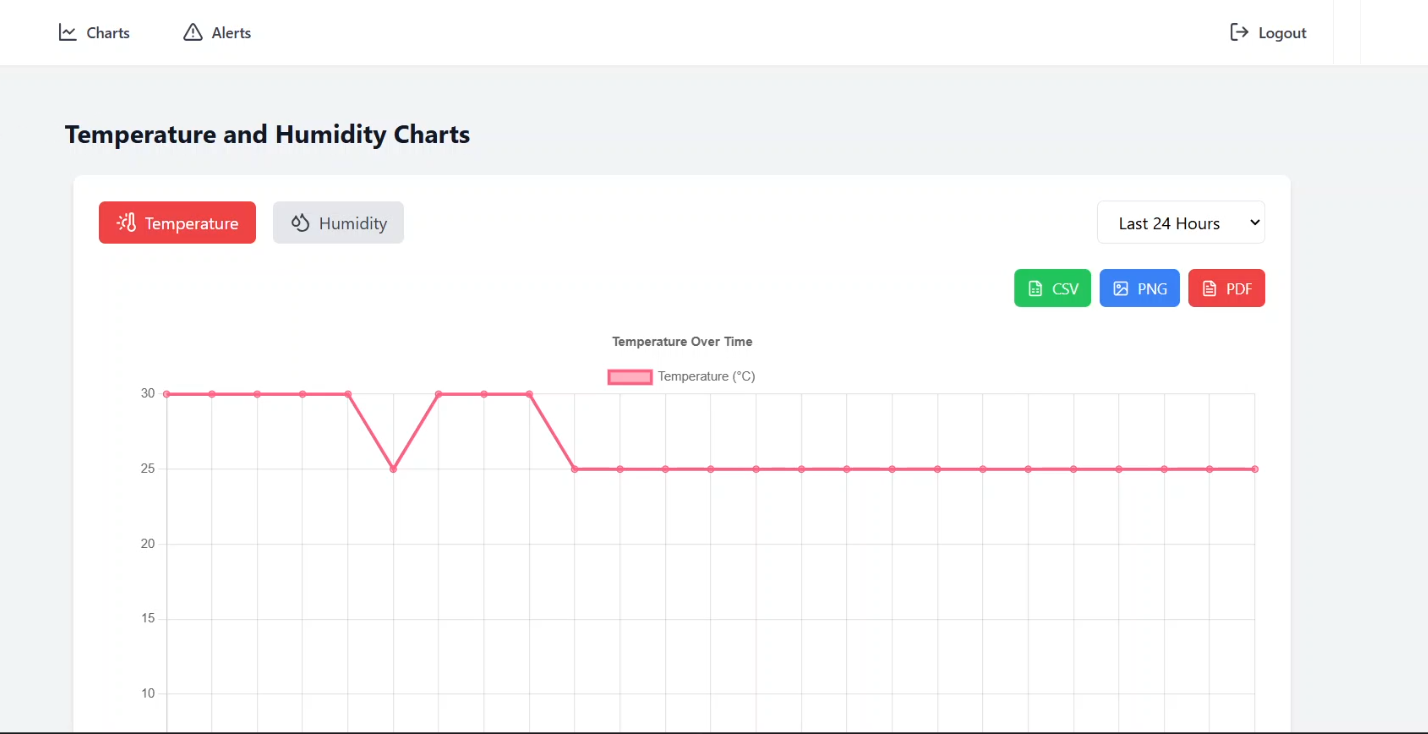 Charts Alerts Logout
Temperature and Humidity Charts
Temperature Humidity Last 24 Hours
CSV PNG PDF
Temperature Over Time
Temperature (°C)
30
25
20
15
10